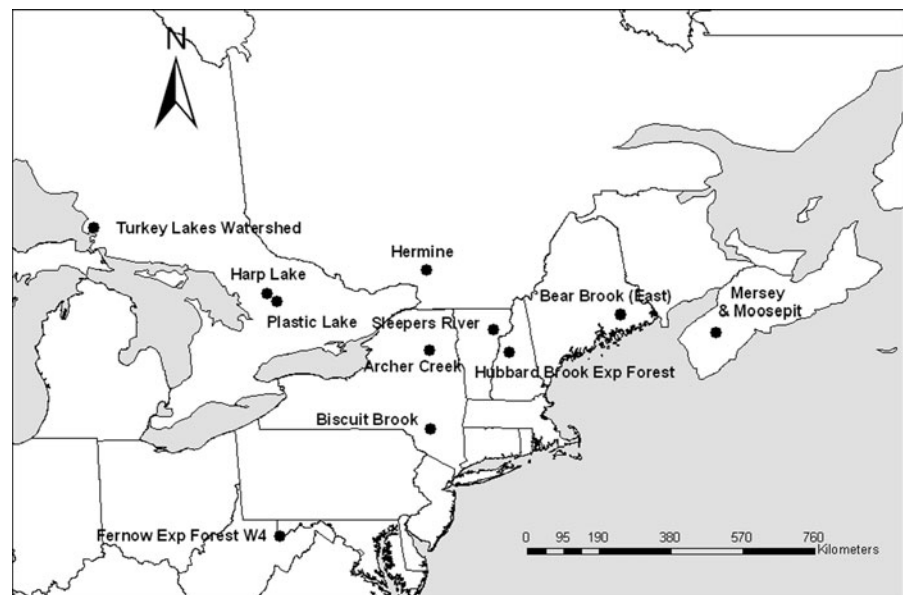 N
Turkey Lakes Watershed
Hermine
Harp Lake
Bear Brook (East)
Mersey
& Moosepit
Plastic Lake
Sleepers River
Archer Creek
Hubbard Brook Exp Forest
Biscuit Brook
Fernow Exp Forest W4
0 95 190 380 570 760
Kilometers